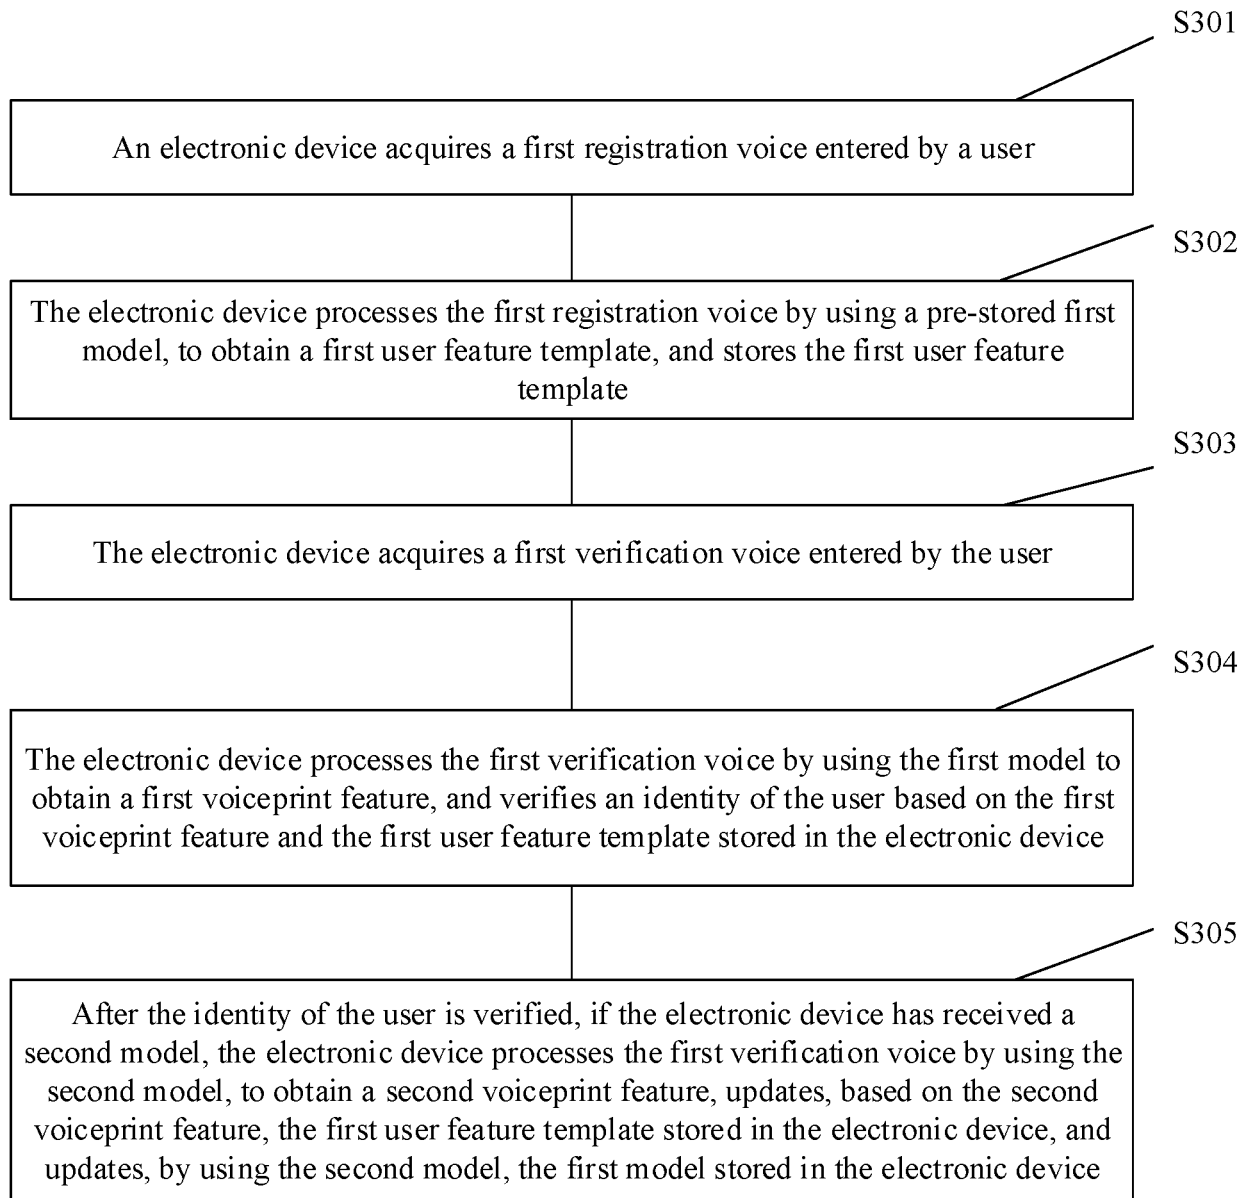 S301
An electronic device acquires a first registration voice entered by a user
S302
The electronic device processes the first registration voice by using a pre-stored first
model, to obtain a first user feature template, and stores the first user feature
template
S303
The electronic device acquires a first verification voice entered by the user
S304
The electronic device processes the first verification voice by using the first model to
obtain a first voiceprint feature, and verifies an identity of the user based on the first
voiceprint feature and the first user feature template stored in the electronic device
S305
After the identity of the user is verified, if the electronic device has received a
second model, the electronic device processes the first verification voice by using the
second model, to obtain a second voiceprint feature, updates, based on the second
voiceprint feature, the first user feature template stored in the electronic device, and
updates, by using the second model, the first model stored in the electronic device